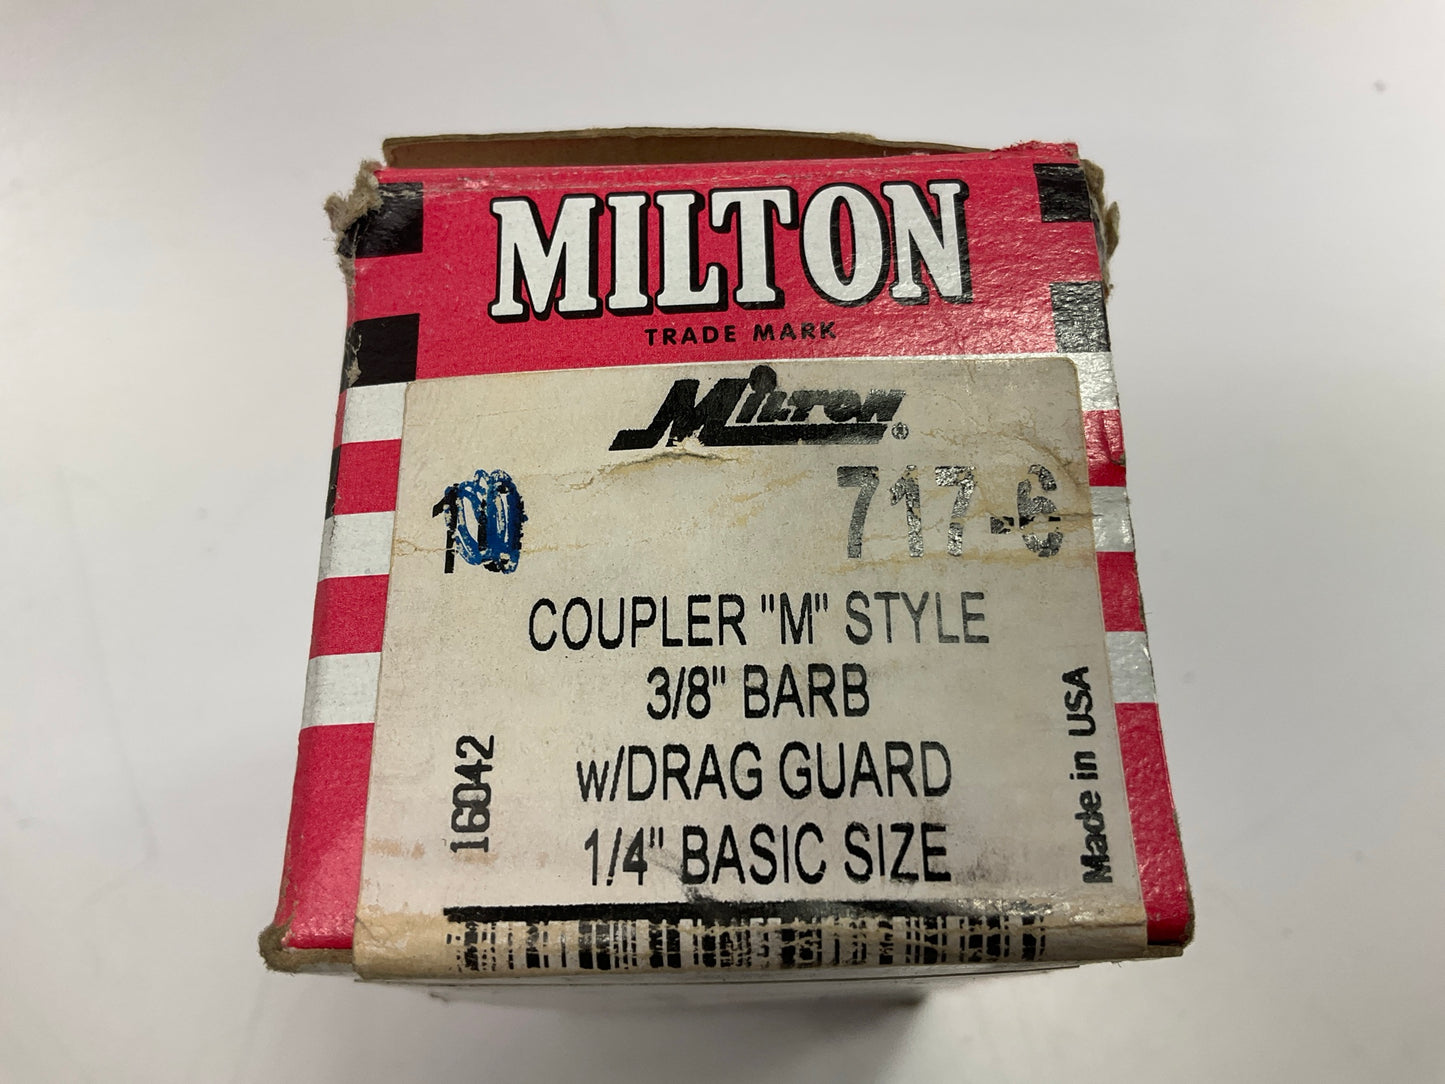 MILTON
TRADE MARK
MILTON®
717-6
COUPLER "M" STYLE
3/8" BARB
w/DRAG GUARD
1/4" BASIC SIZE
16042
Made in USA